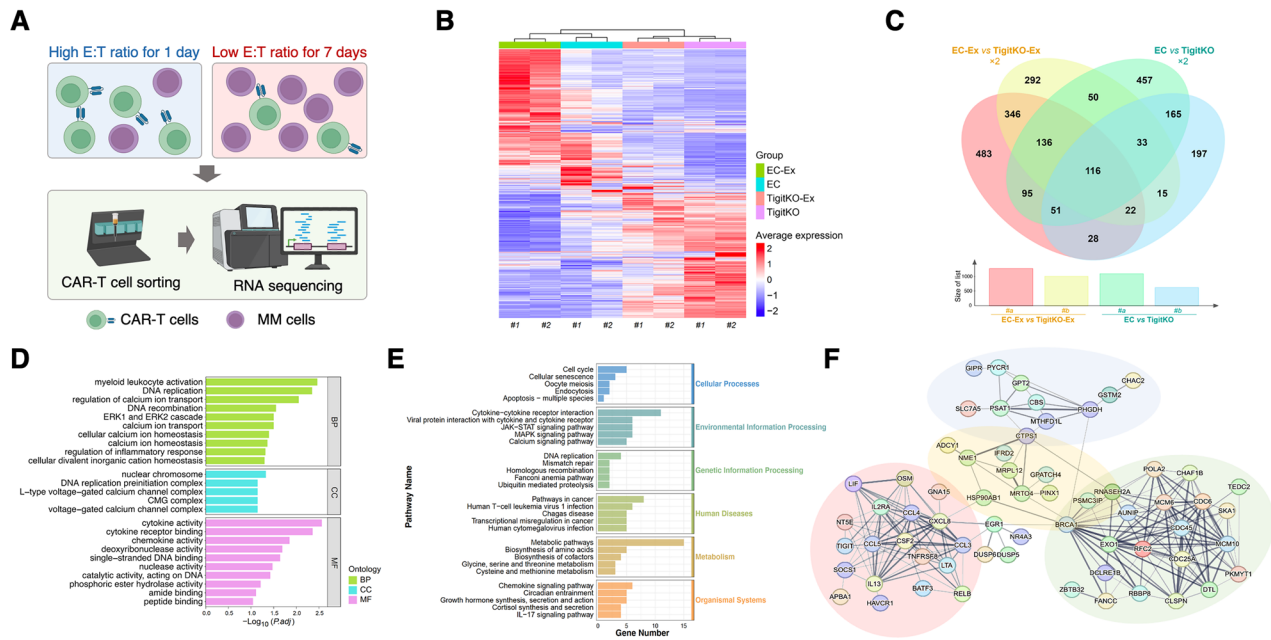 A
High E:T ratio for 1 day
Low E:T ratio for 7 days
CAR-T cell sorting
RNA sequencing
CAR-T cells
MM cells
B
Group
EC-Ex
EC
TigitKO-Ex
TigitKO
Average expression
2
1
0
−1
−2
#1 #2 #1 #2 #1 #2 #1 #2
C
EC-Ex vs TigitKO-Ex
×2
EC vs TigitKO
×2
292
457
50
346
165
136
33
483
197
116
95
15
51
22
28
Size of list
1000
500
0
#a #b #a #b
EC-Ex vs TigitKO-Ex
EC vs TigitKO
D
myeloid leukocyte activation
DNA replication
regulation of calcium ion transport
DNA recombination
ERK1 and ERK2 cascade
calcium ion transport
cellular calcium ion homeostasis
calcium ion homeostasis
regulation of inflammatory response
cellular divalent inorganic cation homeostasis
BP
nuclear chromosome
DNA replication preinitiation complex
L-type voltage-gated calcium channel complex
CMG complex
voltage-gated calcium channel complex
CC
cytokine activity
cytokine receptor binding
chemokine activity
deoxyribonuclease activity
single-stranded DNA binding
nuclease activity
catalytic activity, acting on DNA
phosphoric ester hydrolase activity
amide binding
peptide binding
MF
0.0 0.5 1.0 1.5 2.0 2.5
−Log10 (P.adj)
Ontology
BP
CC
MF
E
Pathway Name
Cell cycle
Cellular senescence
Oocyte meiosis
Endocytosis
Apoptosis − multiple species
Cellular Processes
Cytokine−cytokine receptor interaction
Viral protein interaction with cytokine and cytokine receptor
JAK−STAT signaling pathway
MAPK signaling pathway
Calcium signaling pathway
Environmental Information Processing
DNA replication
Mismatch repair
Homologous recombination
Fanconi anemia pathway
Ubiquitin mediated proteolysis
Genetic Information Processing
Pathways in cancer
Human T−cell leukemia virus 1 infection
Chagas disease
Transcriptional misregulation in cancer
Human cytomegalovirus infection
Human Diseases
Metabolic pathways
Biosynthesis of amino acids
Biosynthesis of cofactors
Glycine, serine and threonine metabolism
Cysteine and methionine metabolism
Metabolism
Chemokine signaling pathway
Circadian entrainment
Growth hormone synthesis, secretion and action
Cortisol synthesis and secretion
IL−17 signaling pathway
Organismal Systems
0 5 10 15
Gene Number
F
GIPR
PYCR1
GPT2
CHAC2
CBS
GSTM2
SLC7A5
PSAT1
PHGDH
MTHFD1L
CTPS1
ADCY1
IFRD2
NME1
MRPL12
GPATCH4
POLA2
CHAF1B
OSM
LIF
GNA15
HSP90AB1
MRTO4
PINX1
PSMC3IP
RNASEH2A
MCM6
CDC6
TEDC2
IL2RA
CCL4
CXCL8
EGR1
BRCA1
AUNIP
SKA1
NT5E
NR4A3
CDC45
TIGIT
CCL5
CSF2
CCL3
EXO1
RFC2
MCM10
TNFRSF8
DUSP6
DUSP5
CDC25A
SOCS1
LTA
DCLRE1B
PKMYT1
IL13
BATF3
RELB
ZBTB32
RBBP8
DTL
APBA1
HAVCR1
FANCC
CLSPN